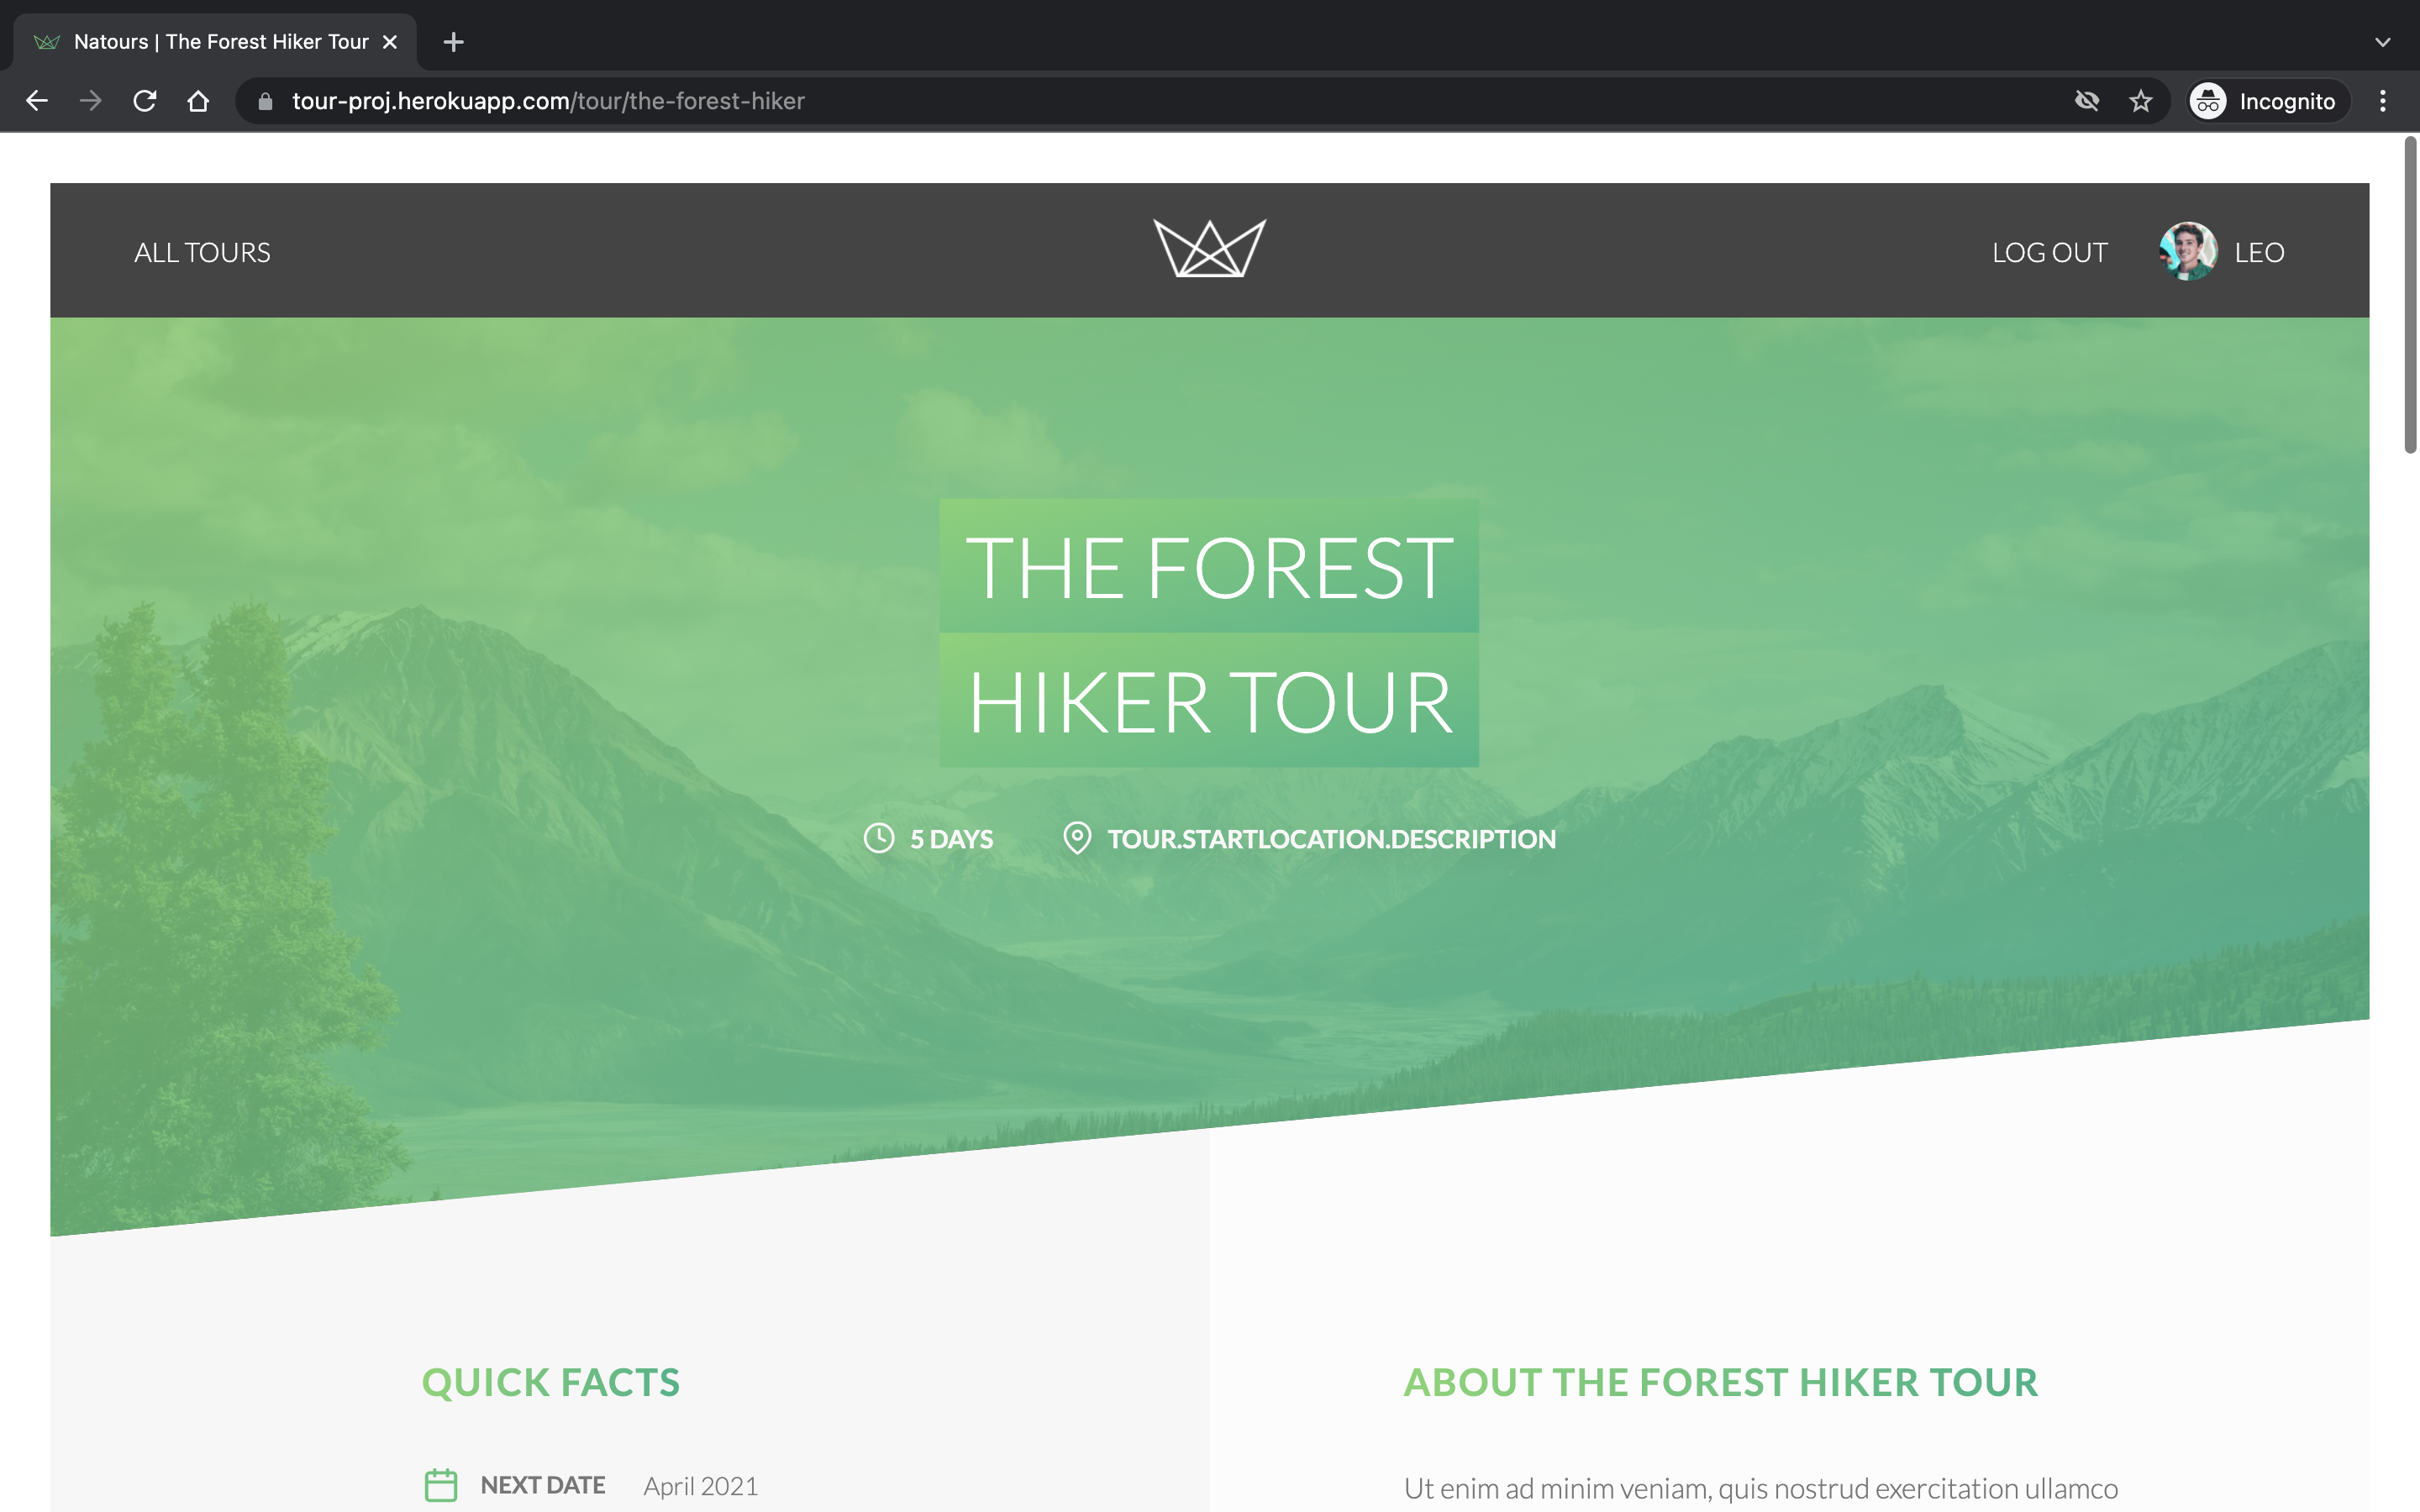 Natours | The Forest Hiker Tour
tour-proj.herokuapp.com/tour/the-forest-hiker
Incognito
ALL TOURS
LOG OUT
LEO
THE FOREST
HIKER TOUR
5 DAYS
TOUR.STARTLOCATION.DESCRIPTION
QUICK FACTS
NEXT DATE April 2021
ABOUT THE FOREST HIKER TOUR
Ut enim ad minim veniam, quis nostrud exercitation ullamco